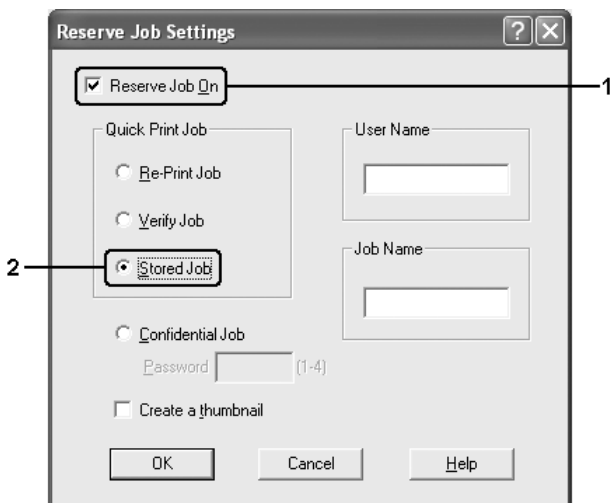 Reserve Job Settings
Reserve Job On
1
Quick Print Job
User Name
Re-Print Job
Verify Job
Job Name
2
Stored Job
Confidential Job
Password
(1-4)
Create a thumbnail
OK
Cancel
Help